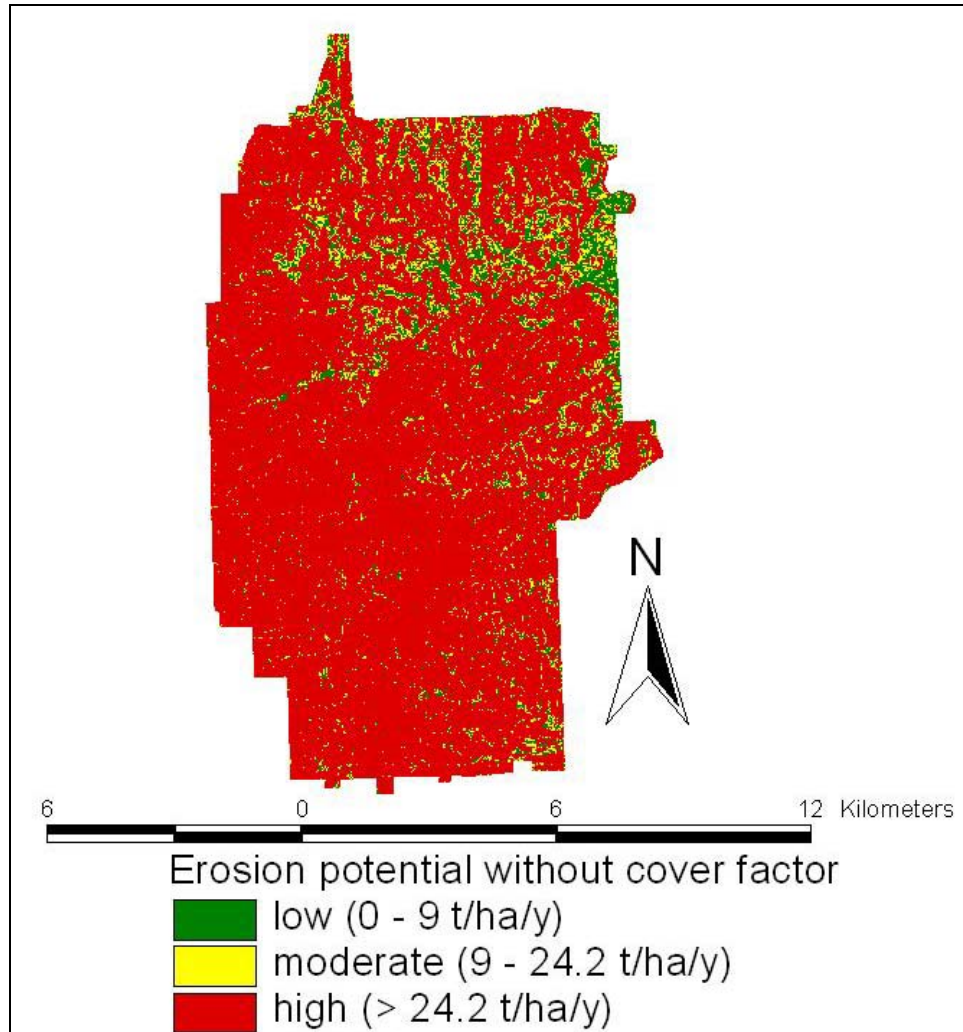 N
6 0 6 12 Kilometers
Erosion potential without cover factor
low (0 - 9 t/ha/y)
moderate (9 - 24.2 t/ha/y)
high (> 24.2 t/ha/y)